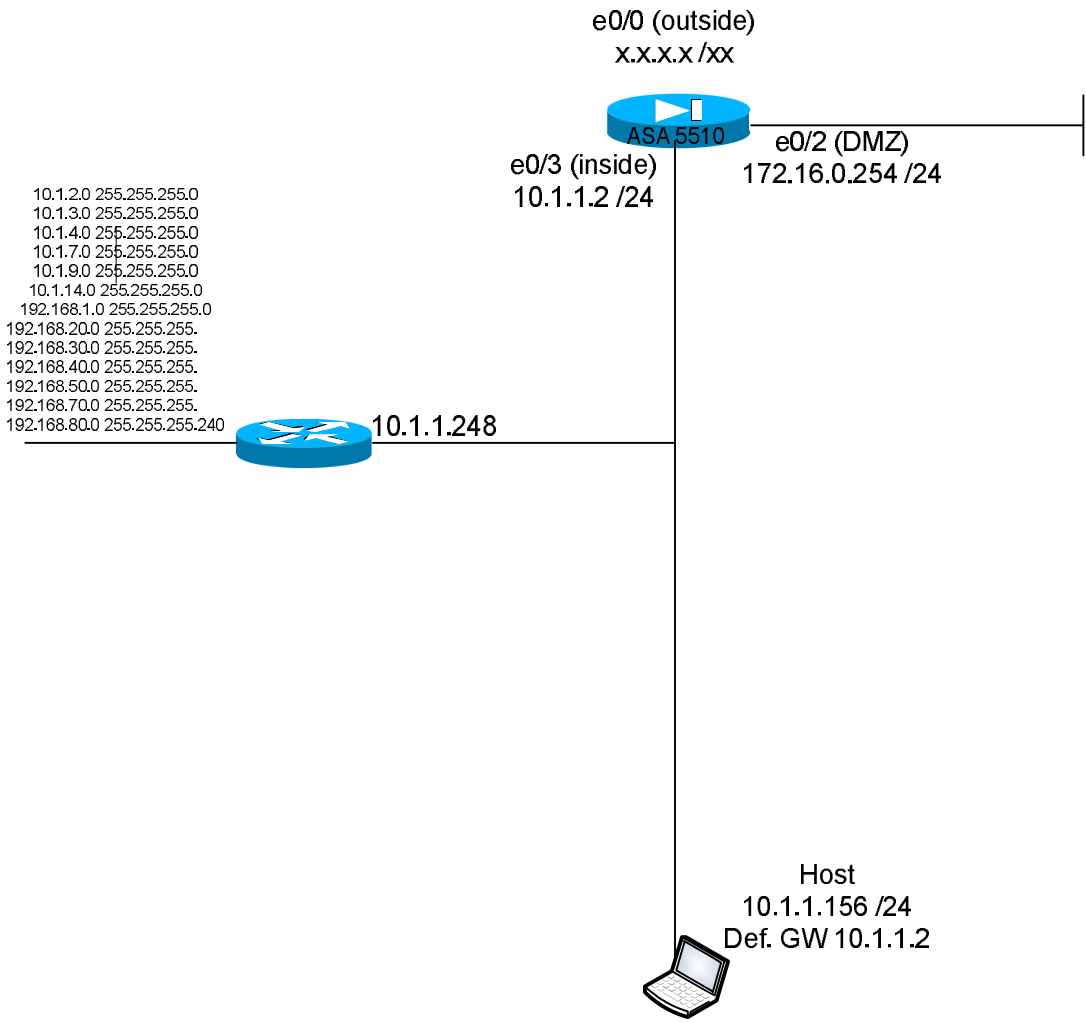 e0/0 (outside)
x.x.x.x /xx
ASA 5510
e0/2 (DMZ)
172.16.0.254 /24
e0/3 (inside)
10.1.1.2 /24
10.1.2.0 255.255.255.0
10.1.3.0 255.255.255.0
10.1.4.0 255.255.255.0
10.1.7.0 255.255.255.0
10.1.9.0 255.255.255.0
10.1.14.0 255.255.255.0
192.168.1.0 255.255.255.0
192.168.20.0 255.255.255.
192.168.30.0 255.255.255.
192.168.40.0 255.255.255.
192.168.50.0 255.255.255.
192.168.70.0 255.255.255.
192.168.80.0 255.255.255.240
10.1.1.248
Host
10.1.1.156 /24
Def. GW 10.1.1.2